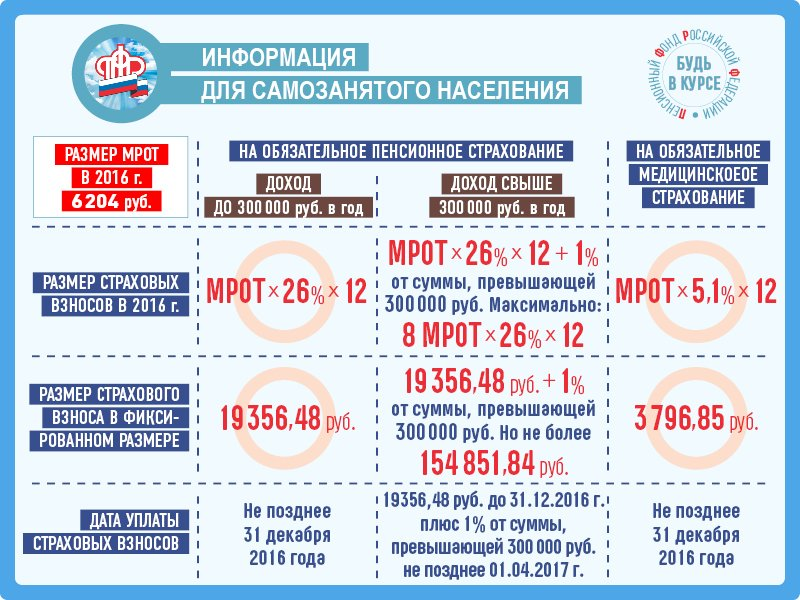 ИНФОРМАЦИЯ
ДЛЯ САМОЗАНЯТОГО НАСЕЛЕНИЯ
ПЕНСИОННЫЙ ФОНД РОССИЙСКОЙ ФЕДЕРАЦИИ
БУДЬ
В КУРСЕ
РАЗМЕР МРОТ
В 2016 г.
6 204 руб.
НА ОБЯЗАТЕЛЬНОЕ ПЕНСИОННОЕ СТРАХОВАНИЕ
ДОХОД
ДО 300 000 руб. в год
ДОХОД СВЫШЕ
300 000 руб. в год
НА ОБЯЗАТЕЛЬНОЕ
МЕДИЦИНСКОЕОЕ
СТРАХОВАНИЕ
РАЗМЕР СТРАХОВЫХ
ВЗНОСОВ В 2016 г.
МРОТ × 26% × 12
МРОТ × 26% × 12 + 1%
от суммы, превышающей
300 000 руб. Максимально:
8 МРОТ × 26% × 12
МРОТ × 5,1% × 12
РАЗМЕР СТРАХОВОГО
ВЗНОСА В ФИКСИ-
РОВАННОМ РАЗМЕРЕ
19 356,48 руб.
19 356,48 руб. + 1%
от суммы, превышающей
300 000 руб. Но не более
154 851,84 руб.
3 796,85 руб.
ДАТА УПЛАТЫ
СТРАХОВЫХ ВЗНОСОВ
Не позднее
31 декабря
2016 года
19356,48 руб. до 31.12.2016 г.
плюс 1% от суммы,
превышающей 300 000 руб.
не позднее 01.04.2017 г.
Не позднее
31 декабря
2016 года